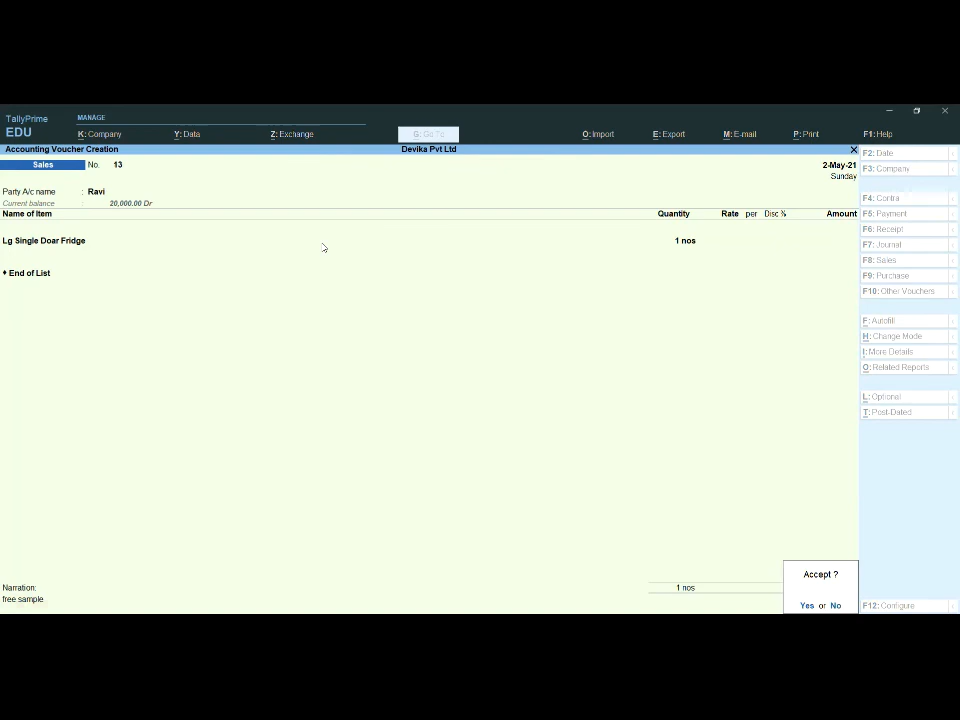 TallyPrime
EDU
MANAGE
K: Company Y: Data Z: Exchange G: Go To O: Import E: Export M: E-mail P: Print F1: Help
Accounting Voucher Creation Devika Pvt Ltd
Sales No. 13 2-May-21
Sunday
Party A/c name : Ravi
Current balance : 20,000.00 Dr
Name of Item Quantity Rate per Disc % Amount
Lg Single Doar Fridge 1 nos
♦ End of List
Narration:
free sample
1 nos
Accept ?
Yes or No
F2: Date
F3: Company
F4: Contra
F5: Payment
F6: Receipt
F7: Journal
F8: Sales
F9: Purchase
F10: Other Vouchers
F: Autofill
H: Change Mode
I: More Details
O: Related Reports
L: Optional
T: Post-Dated
F12: Configure